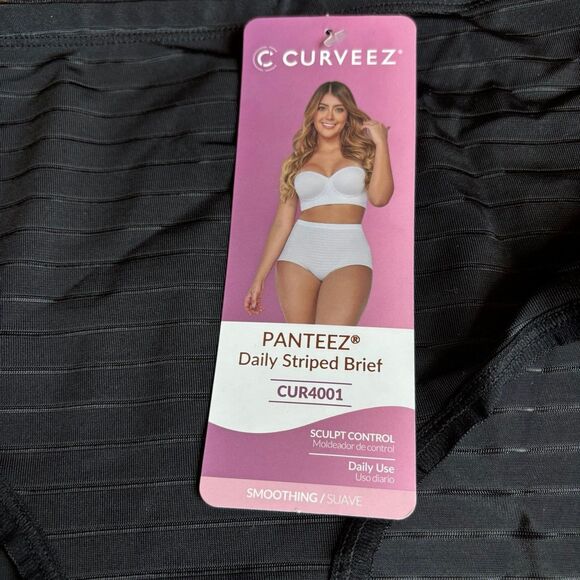 CURVEEZ®
PANTEEZ®
Daily Striped Brief
CUR4001
SCULPT CONTROL
Moldeador de control
Daily Use
Uso diario
SMOOTHING / SUAVE